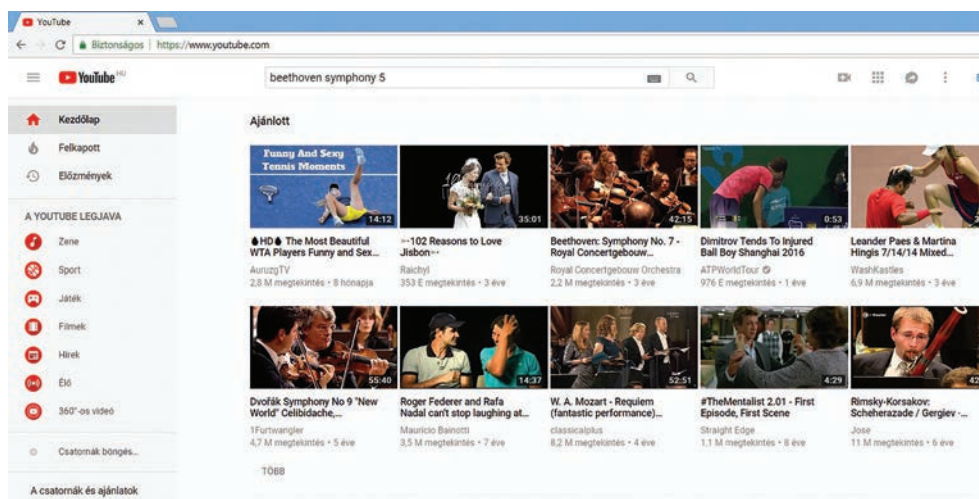 YouTube
Biztonságos | https://www.youtube.com
YouTube HU
beethoven symphony 5
Kezdőlap
Felkapott
Előzmények
A YOUTUBE LEGJAVA
Zene
Sport
Játék
Filmek
Hírek
Élő
360°-os videó
Csatornák böngés...
A csatornák és ajánlatok
Ajánlott
Funny And Sexy
Tennis Moments
14:12
35:01
42:15
0:53
HD The Most Beautiful
WTA Players Funny and Sex...
AuruzgTV
2,8 M megtekintés • 8 hónapja
102 Reasons to Love
Jisbon
Raichyl
353 E megtekintés • 3 éve
Beethoven: Symphony No. 7 -
Royal Concertgebouw...
Royal Concertgebouw Orchestra
2,2 M megtekintés • 3 éve
Dimitrov Tends To Injured
Ball Boy Shanghai 2016
ATPWorldTour
976 E megtekintés • 1 éve
Leander Paes & Martina
Hingis 7/14/14 Mixed...
WashKastles
6,9 M megtekintés • 3 éve
55:40
14:37
52:51
4:29
42
Dvořák Symphony No 9 "New
World" Celibidache,...
1Furtwangler
4,7 M megtekintés • 5 éve
Roger Federer and Rafa
Nadal can't stop laughing at...
Mauricio Bainotti
3,5 M megtekintés • 7 éve
W. A. Mozart - Requiem
(fantastic performance)...
classicalplus
8,2 M megtekintés • 4 éve
#TheMentalist 2.01 - First
Episode, First Scene
Straight Edge
1,1 M megtekintés • 8 éve
Rimsky-Korsakov:
Scheherazade / Gergiev -...
Jose
11 M megtekintés • 6 éve
TÖBB